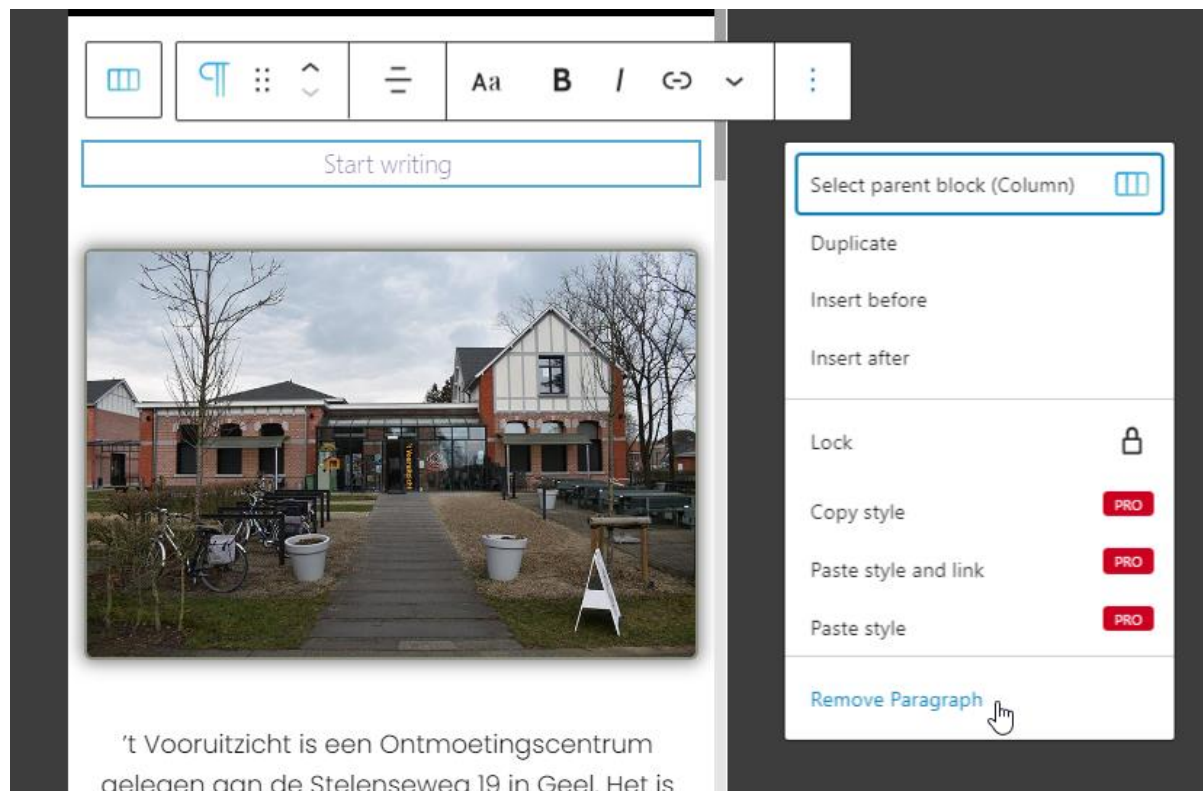 Aa B I
Start writing
Select parent block (Column)
Duplicate
Insert before
Insert after
Lock
Copy style PRO
Paste style and link PRO
Paste style PRO
Remove Paragraph
't Vooruitzicht
't Vooruitzicht is een Ontmoetingscentrum
gelegen aan de Stelenseweg 19 in Geel. Het is